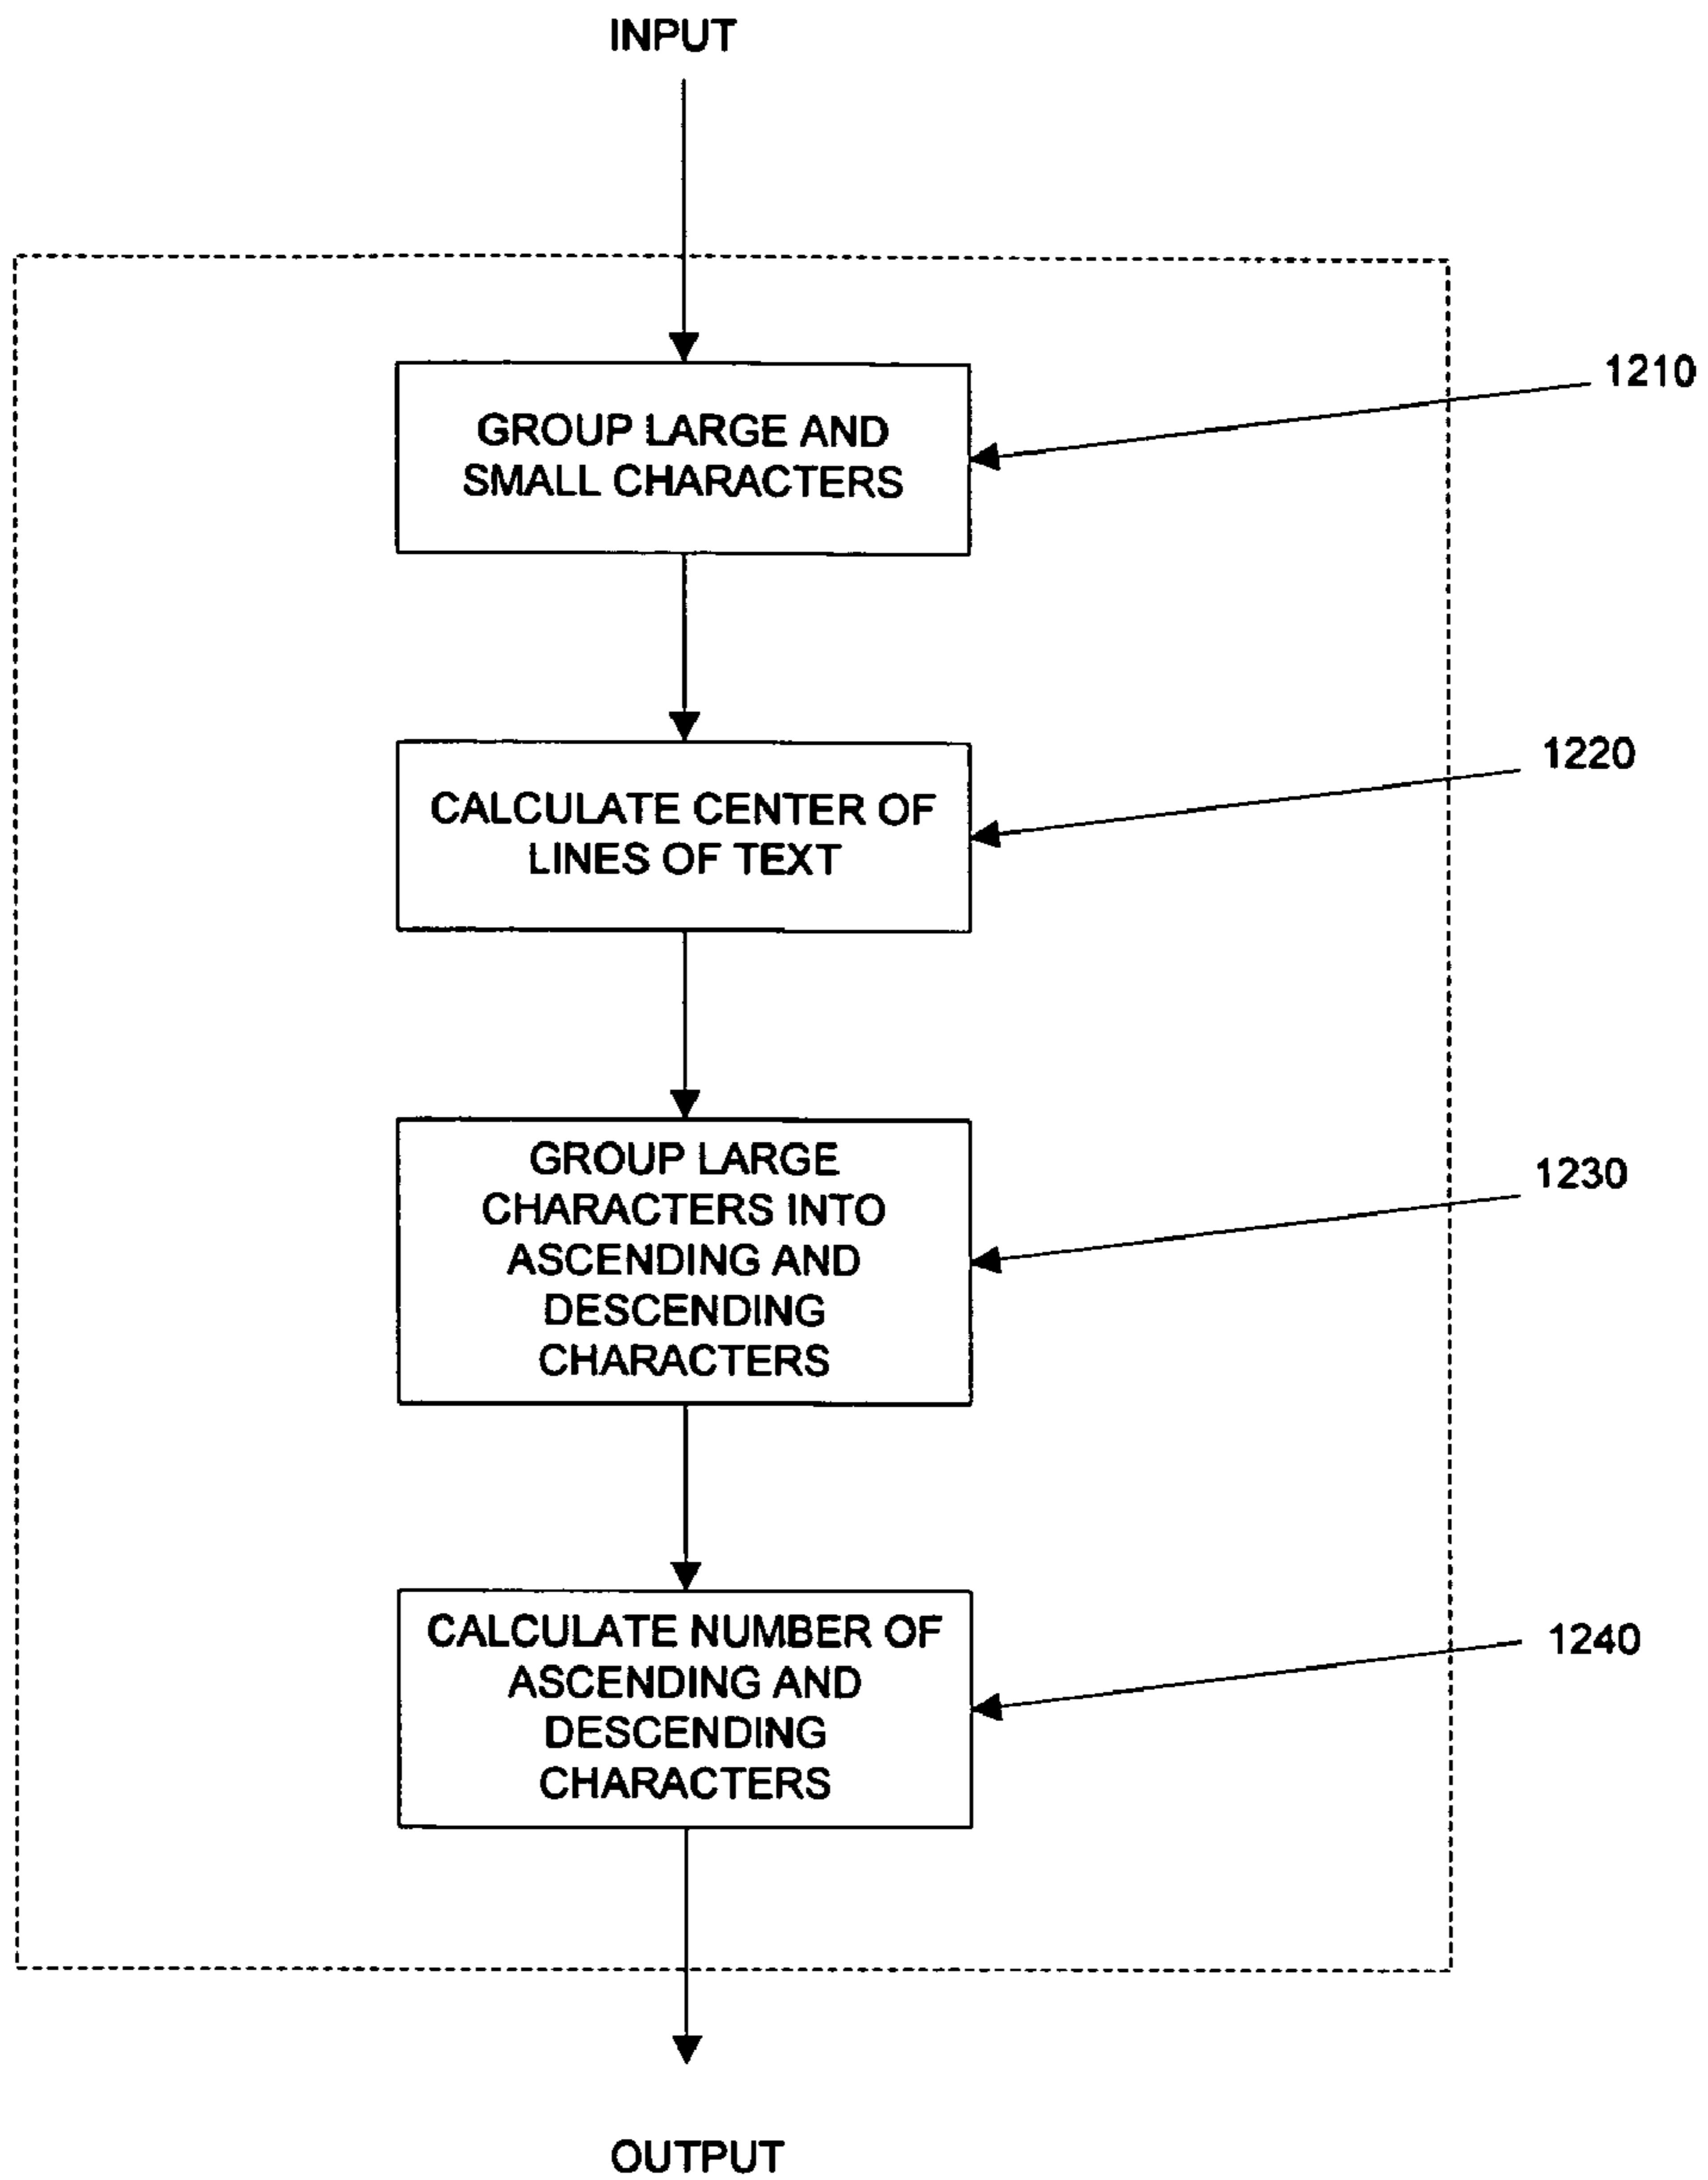 INPUT
GROUP LARGE AND
SMALL CHARACTERS
1210
CALCULATE CENTER OF
LINES OF TEXT
1220
GROUP LARGE
CHARACTERS INTO
ASCENDING AND
DESCENDING
CHARACTERS
1230
CALCULATE NUMBER OF
ASCENDING AND
DESCENDING
CHARACTERS
1240
OUTPUT